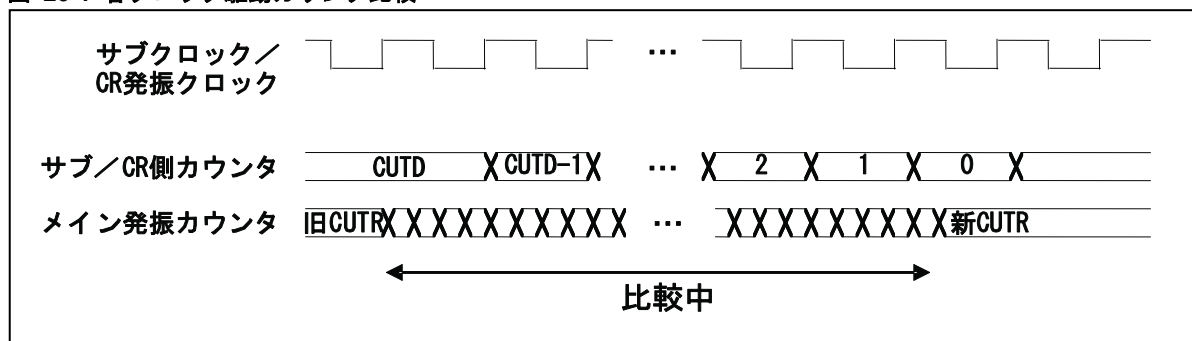 サブクロック／
CR発振クロック
...
サブ／CR側カウンタ CUTD CUTD-1 ... 2 1 0
メイン発振カウンタ 旧CUTR ... 新CUTR
比較中